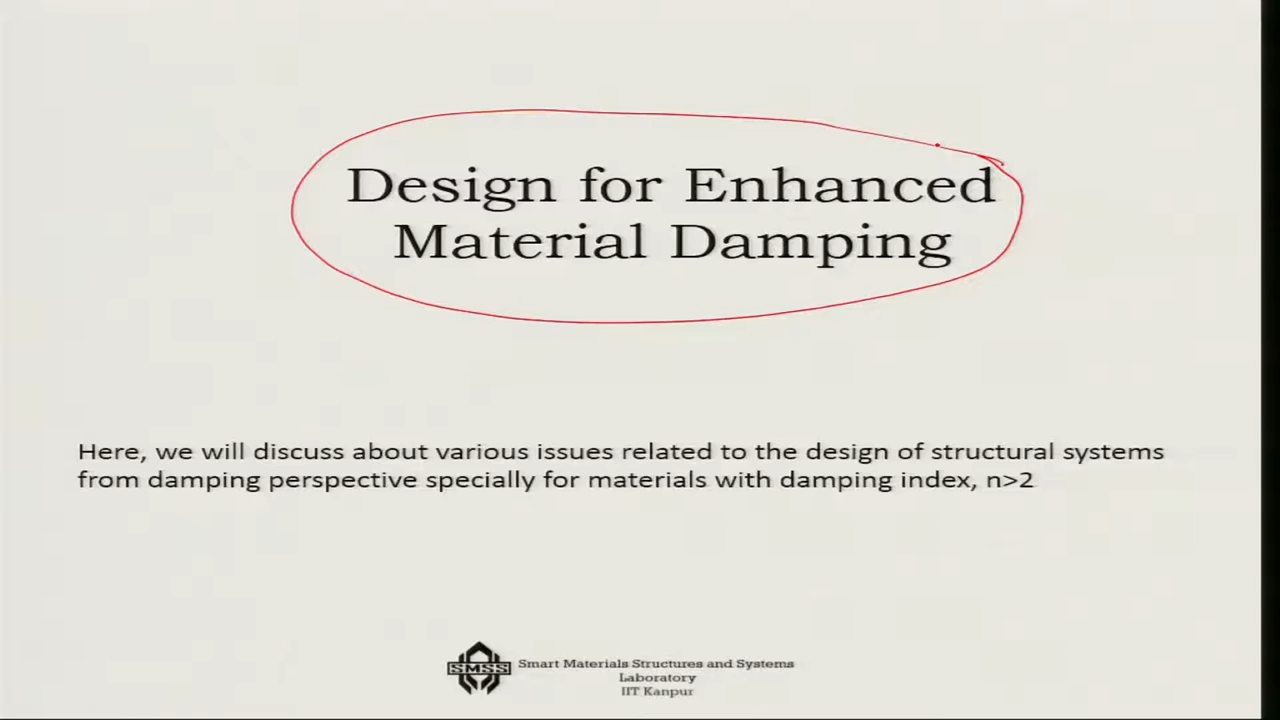 Design for Enhanced
Material Damping
Here, we will discuss about various issues related to the design of structural systems
from damping perspective specially for materials with damping index, n>2
SMSS
Smart Materials Structures and Systems
Laboratory
IIT Kanpur